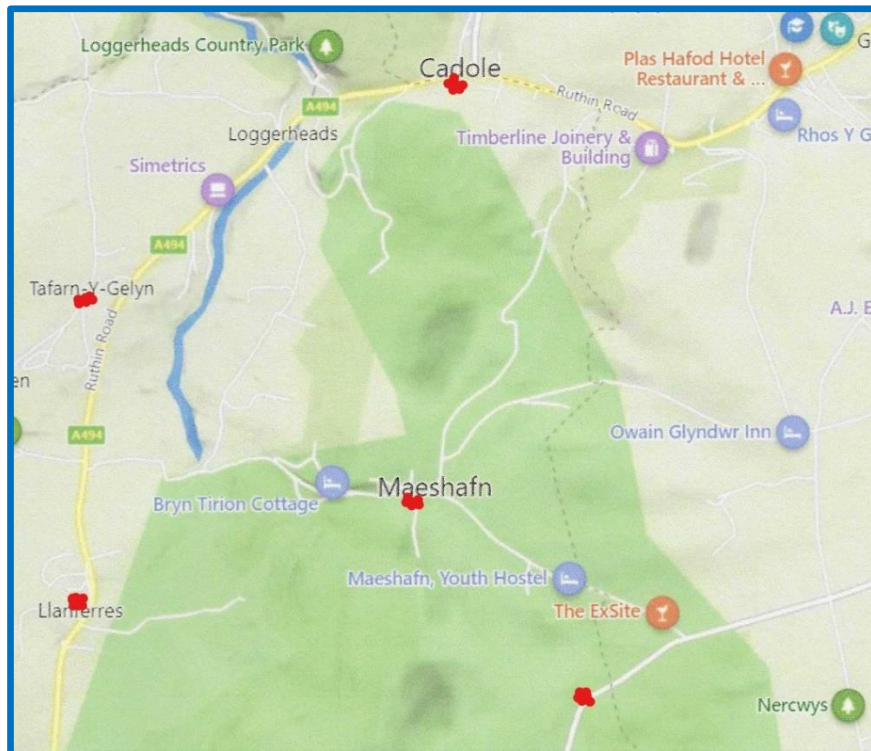 Loggerheads Country Park
Cadole
Plas Hafod Hotel
Restaurant & ...
G
A494
Ruthin Road
Loggerheads
Timberline Joinery &
Building
Rhos Y G
Simetrics
A494
Tafarn-Y-Gelyn
Ruthin Road
A.J. E
en
A494
Owain Glyndwr Inn
Maeshafn
Bryn Tirion Cottage
Maeshafn, Youth Hostel
Llanferres
The ExSite
Nercwys